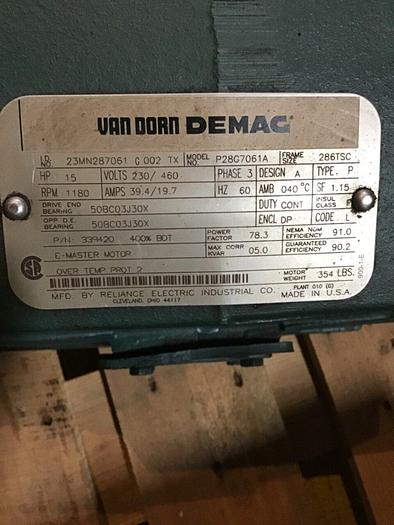 VAN DORN DEMAG
I.D. NO. 23MN287061 G 002 TX MODEL NO. P28G7061A FRAME SIZE 286TSC
HP 15 VOLTS 230/ 460 PHASE 3 DESIGN A TYPE P
RPM 1180 AMPS 39.4/19.7 HZ 60 AMB 040°C SF 1.15
DRIVE END BEARING 50BC03J30X DUTY CONT INSUL CLASS F
OPP D.E. BEARING 50BC03J30X ENCL DP CODE L
P/N: 339420 400% BDT POWER FACTOR 78.3 NEMA NOM EFFICIENCY 91.0
E-MASTER MOTOR MAX CORR KVAR 05.0 GUARANTEED EFFICIENCY 90.2
OVER TEMP PROT 2 MOTOR WEIGHT 354 LBS.
MFD. BY RELIANCE ELECTRIC INDUSTRIAL CO. PLANT 010 (G)
CLEVELAND, OHIO 44117 MADE IN U.S.A.